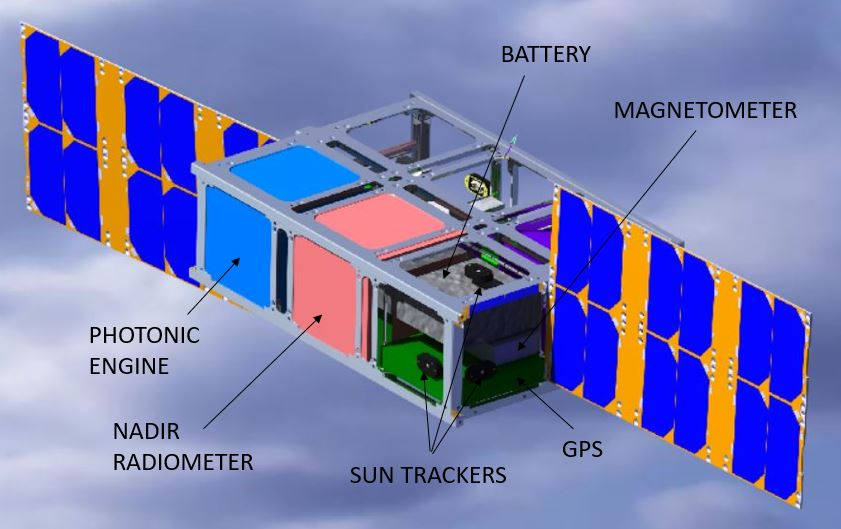 BATTERY
MAGNETOMETER
PHOTONIC
ENGINE
NADIR
RADIOMETER
SUN TRACKERS
GPS